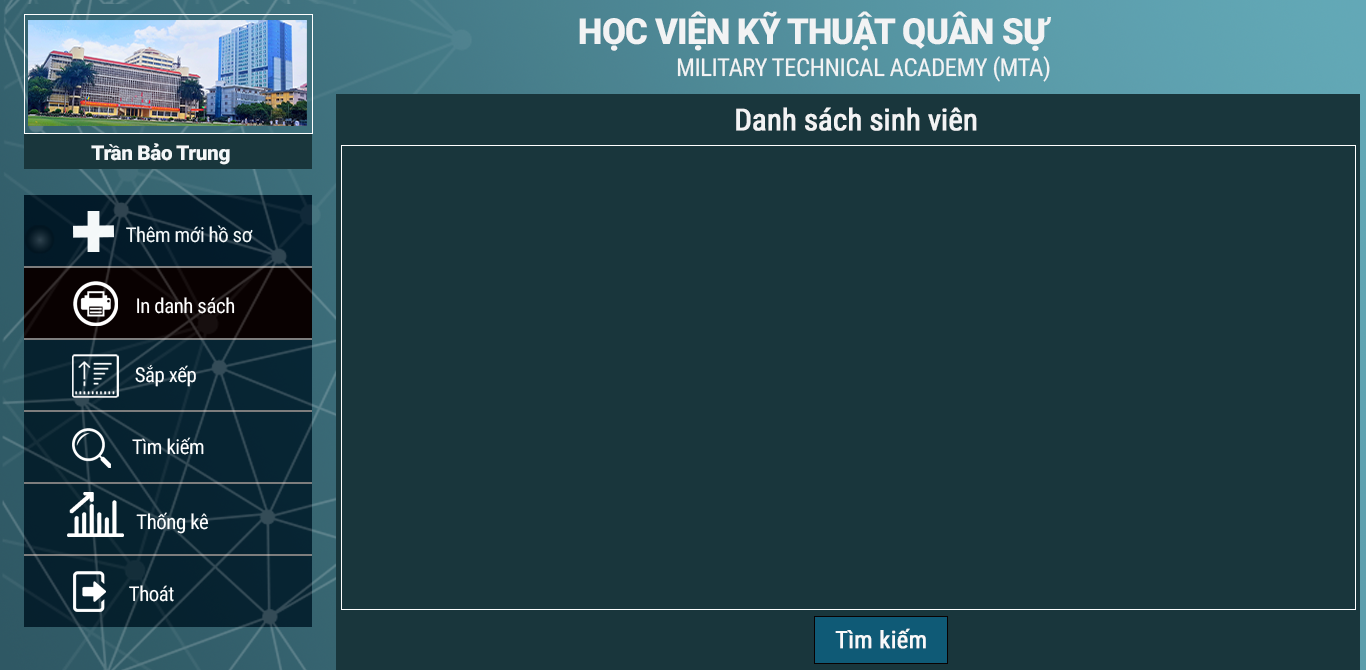 HỌC VIỆN KỸ THUẬT QUÂN SỰ
MILITARY TECHNICAL ACADEMY (MTA)
Trần Bảo Trung
Thêm mới hồ sơ
In danh sách
Sắp xếp
Tìm kiếm
Thống kê
Thoát
Danh sách sinh viên
Tìm kiếm